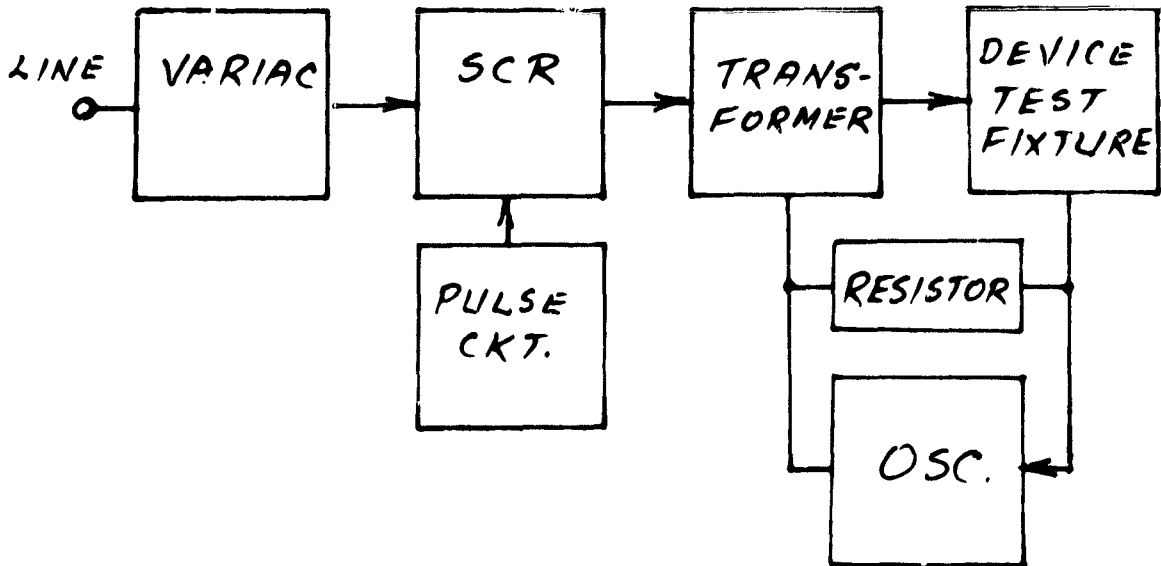 LINE
VARIAC
SCR
TRANS-
FORMER
DEVICE
TEST
FIXTURE
PULSE
CKT.
RESISTOR
OSC.